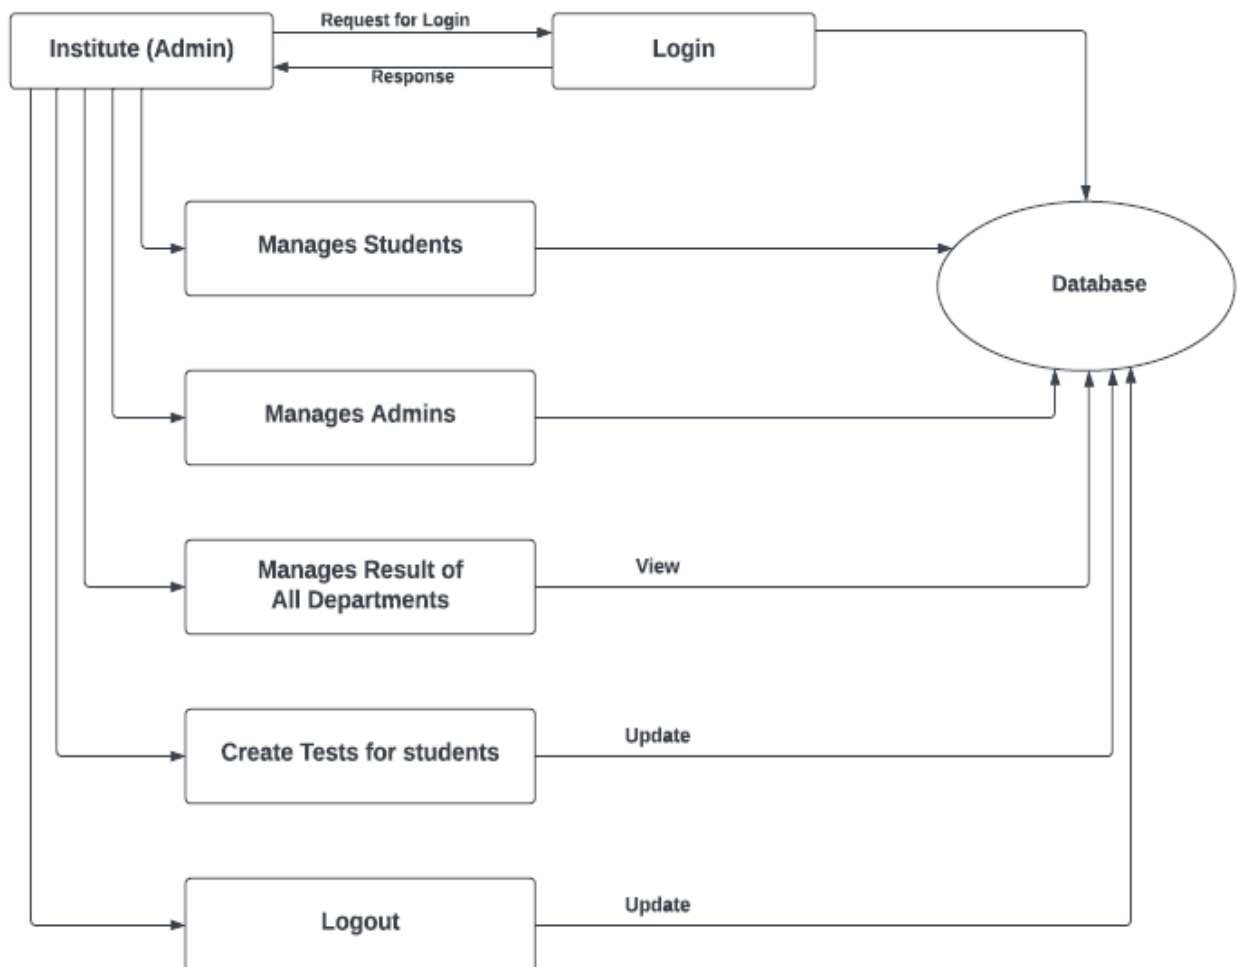 Institute (Admin)
Request for Login
Response
Login
Manages Students
Database
Manages Admins
Manages Result of
All Departments
View
Create Tests for students
Update
Logout
Update